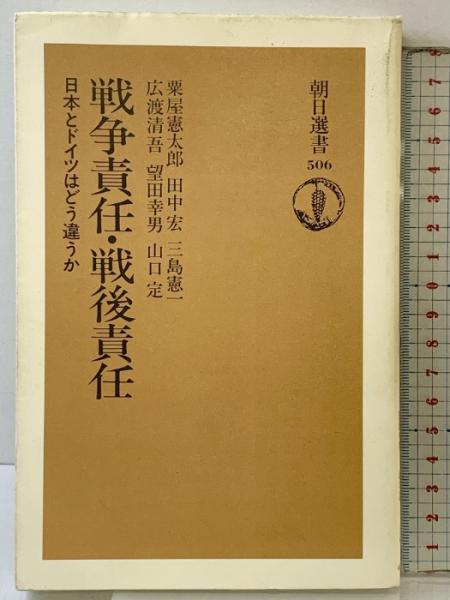 朝日選書
506
粟屋憲太郎 田中宏 三島憲一
広渡清吾 望田幸男 山口定
戦争責任・戦後責任
日本とドイツはどう違うか